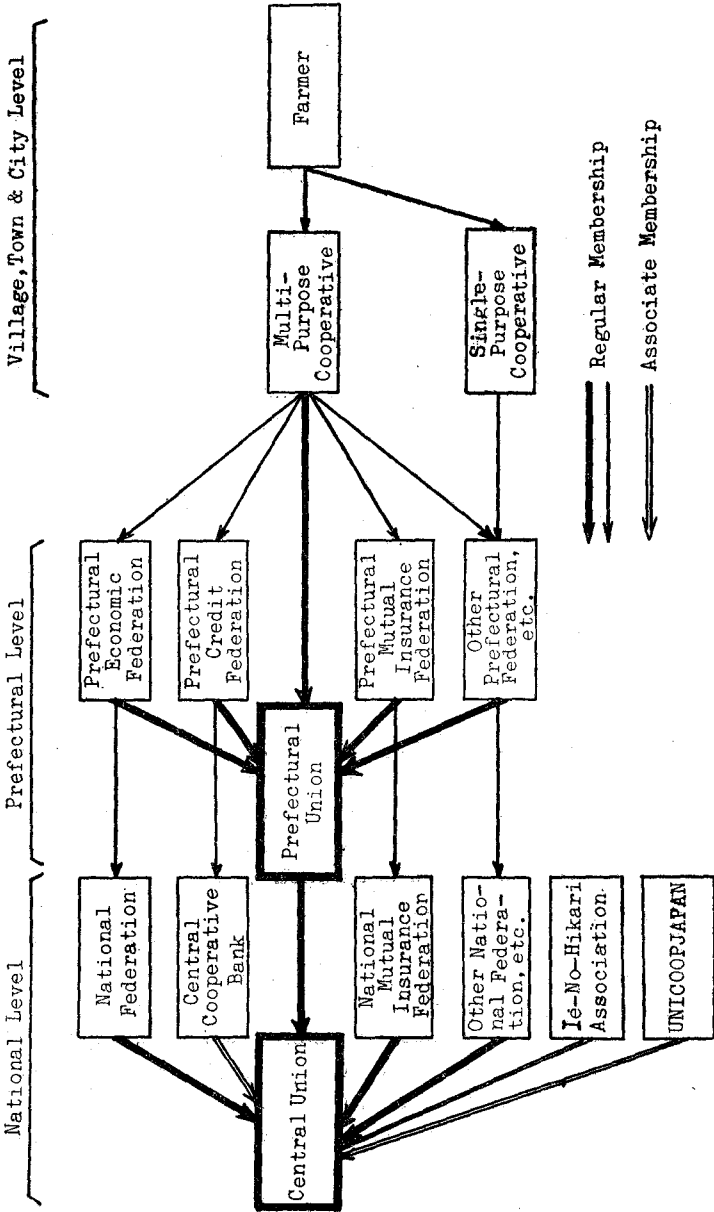 National Level
Prefectural Level
Village,Town & City Level
National
Federation
Prefectural
Economic
Federation
Central
Cooperative
Bank
Prefectural
Credit
Federation
Central Union
Prefectural
Union
Multi-
Purpose
Cooperative
Farmer
National
Mutual
Insurance
Federation
Prefectural
Mutual
Insurance
Federation
Other Natio-
nal Federa-
tion,etc.
Other
Prefectural
Federation,
etc.
Single-
Purpose
Cooperative
Ié-No-Hikari
Association
UNICOOPJAPAN
Regular Membership
Associate Membership